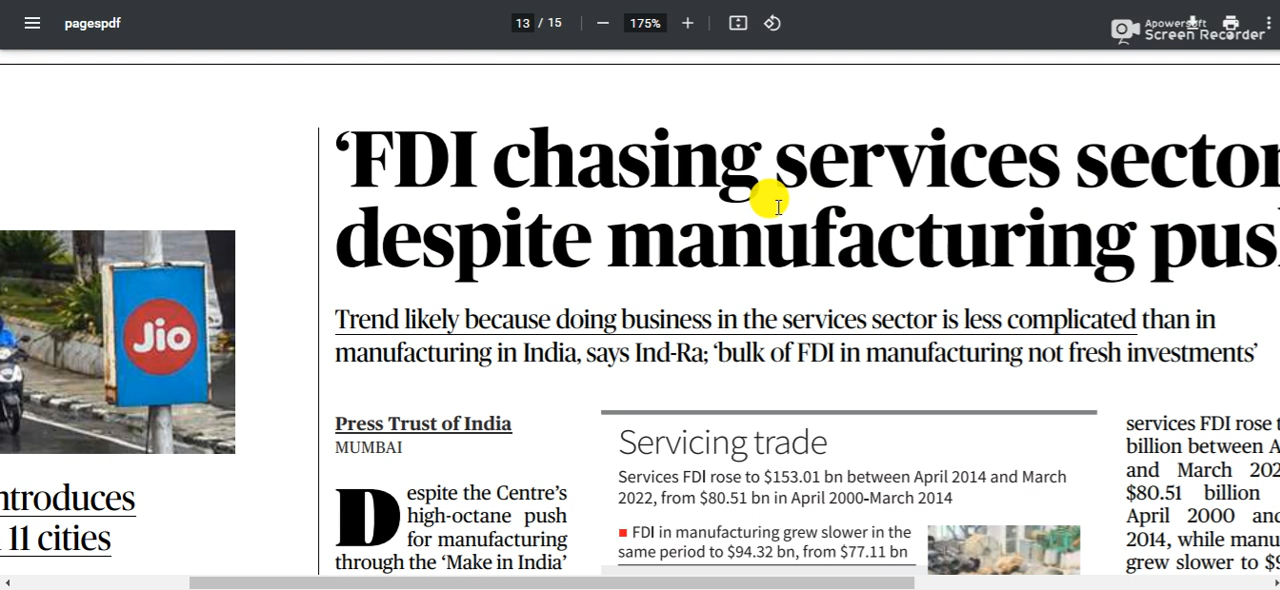 pagespdf
13 / 15
175%
Apowersoft
Screen Recorder
‘FDI chasing services sector
despite manufacturing
Trend likely because doing business in the services sector is less complicated than in
manufacturing in India, says Ind-Ra; ‘bulk of FDI in manufacturing not fresh investments’
Jio
ntroduces
11 cities
Press Trust of India
MUMBAI
Despite the Centre’s
high-octane push
for manufacturing
through the ‘Make in India’
Servicing trade
Services FDI rose to $153.01 bn between April 2014 and March
2022, from $80.51 bn in April 2000-March 2014
■ FDI in manufacturing grew slower in the
same period to $94.32 bn, from $77.11 bn
services FDI rose
billion between
and March
$80.51 billion
April 2000
2014, while
grew slower to